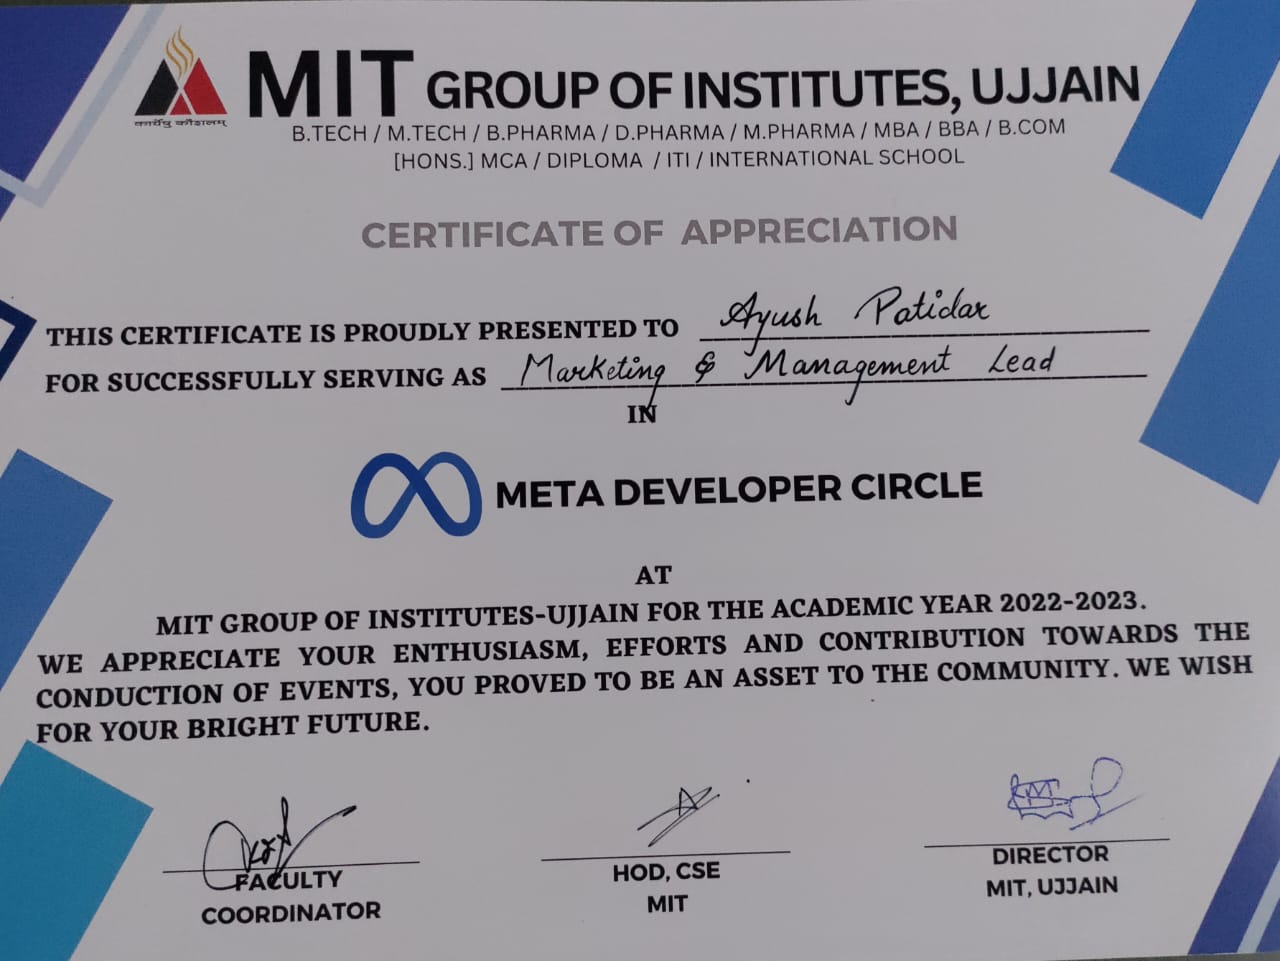 MIT GROUP OF INSTITUTES, UJJAIN
कार्येषु कौशलम्
B.TECH / M.TECH / B.PHARMA / D.PHARMA / M.PHARMA / MBA / BBA / B.COM
[HONS.] MCA / DIPLOMA / ITI / INTERNATIONAL SCHOOL
CERTIFICATE OF APPRECIATION
THIS CERTIFICATE IS PROUDLY PRESENTED TO Ayush Patidar
FOR SUCCESSFULLY SERVING AS Marketing & Management Lead
IN
META DEVELOPER CIRCLE
AT
MIT GROUP OF INSTITUTES-UJJAIN FOR THE ACADEMIC YEAR 2022-2023.
WE APPRECIATE YOUR ENTHUSIASM, EFFORTS AND CONTRIBUTION TOWARDS THE
CONDUCTION OF EVENTS, YOU PROVED TO BE AN ASSET TO THE COMMUNITY. WE WISH
FOR YOUR BRIGHT FUTURE.
FACULTY
COORDINATOR
HOD, CSE
MIT
DIRECTOR
MIT, UJJAIN